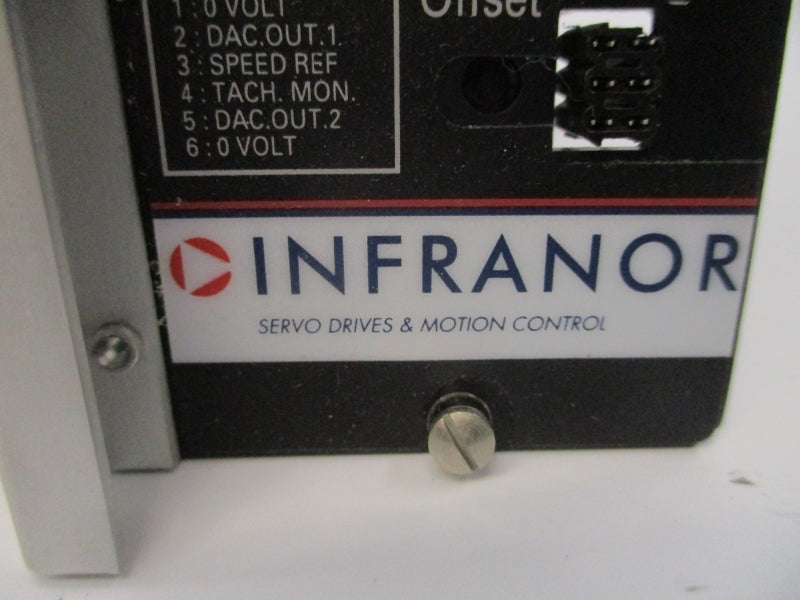 1 : 0 VOLT
2 : DAC.OUT.1.
3 : SPEED REF
4 : TACH. MON.
5 : DAC.OUT.2
6 : 0 VOLT
Offset
INFRANOR
SERVO DRIVES & MOTION CONTROL